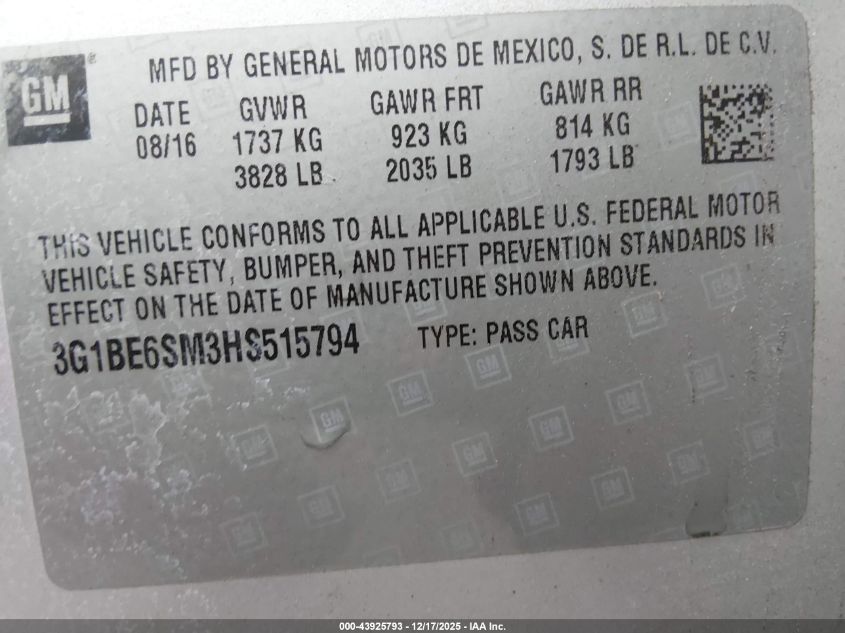 GM
MFD BY GENERAL MOTORS DE MEXICO, S. DE R.L. DE C.V.
DATE GVWR GAWR FRT GAWR RR
08/16 1737 KG 923 KG 814 KG
3828 LB 2035 LB 1793 LB
THIS VEHICLE CONFORMS TO ALL APPLICABLE U.S. FEDERAL MOTOR
VEHICLE SAFETY, BUMPER, AND THEFT PREVENTION STANDARDS IN
EFFECT ON THE DATE OF MANUFACTURE SHOWN ABOVE.
3G1BE6SM3HS515794 TYPE: PASS CAR
000-43925793 - 12/17/2025 - IAA Inc.